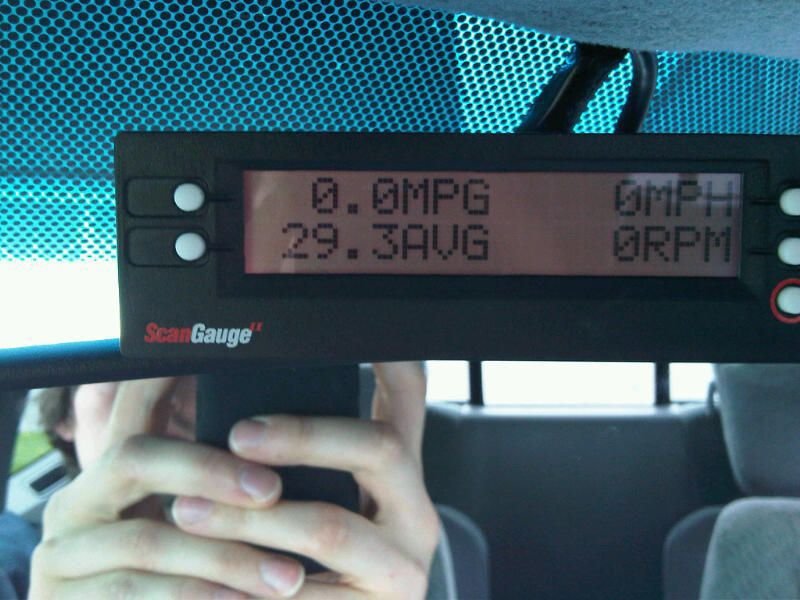 0.0MPG 0MPH
29.3AVG 0RPM
ScanGauge II